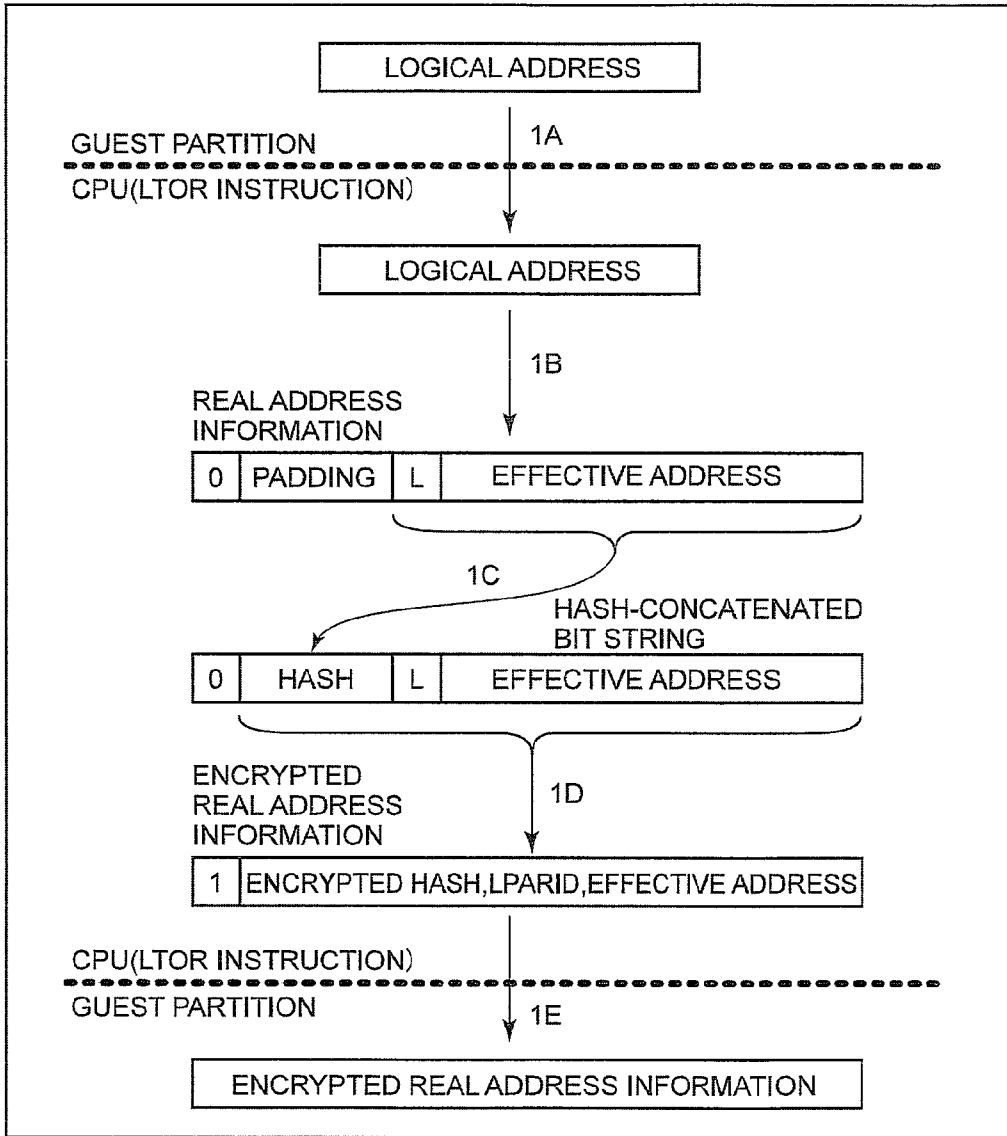 LOGICAL ADDRESS
1A
GUEST PARTITION
CPU(LTOR INSTRUCTION)
LOGICAL ADDRESS
1B
REAL ADDRESS
INFORMATION
0 PADDING L EFFECTIVE ADDRESS
1C
HASH-CONCATENATED
BIT STRING
0 HASH L EFFECTIVE ADDRESS
1D
ENCRYPTED
REAL ADDRESS
INFORMATION
1 ENCRYPTED HASH,LPARID,EFFECTIVE ADDRESS
CPU(LTOR INSTRUCTION)
GUEST PARTITION
1E
ENCRYPTED REAL ADDRESS INFORMATION